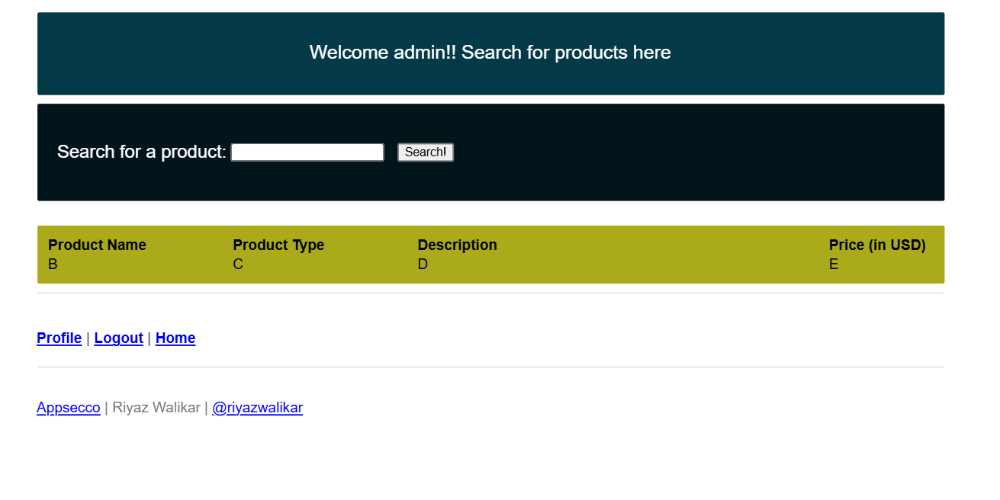 Welcome admin!! Search for products here
Search for a product: Search!
Product Name Product Type Description Price (in USD)
B C D E
Profile | Logout | Home
Appsecco | Riyaz Walikar | @riyazwalikar